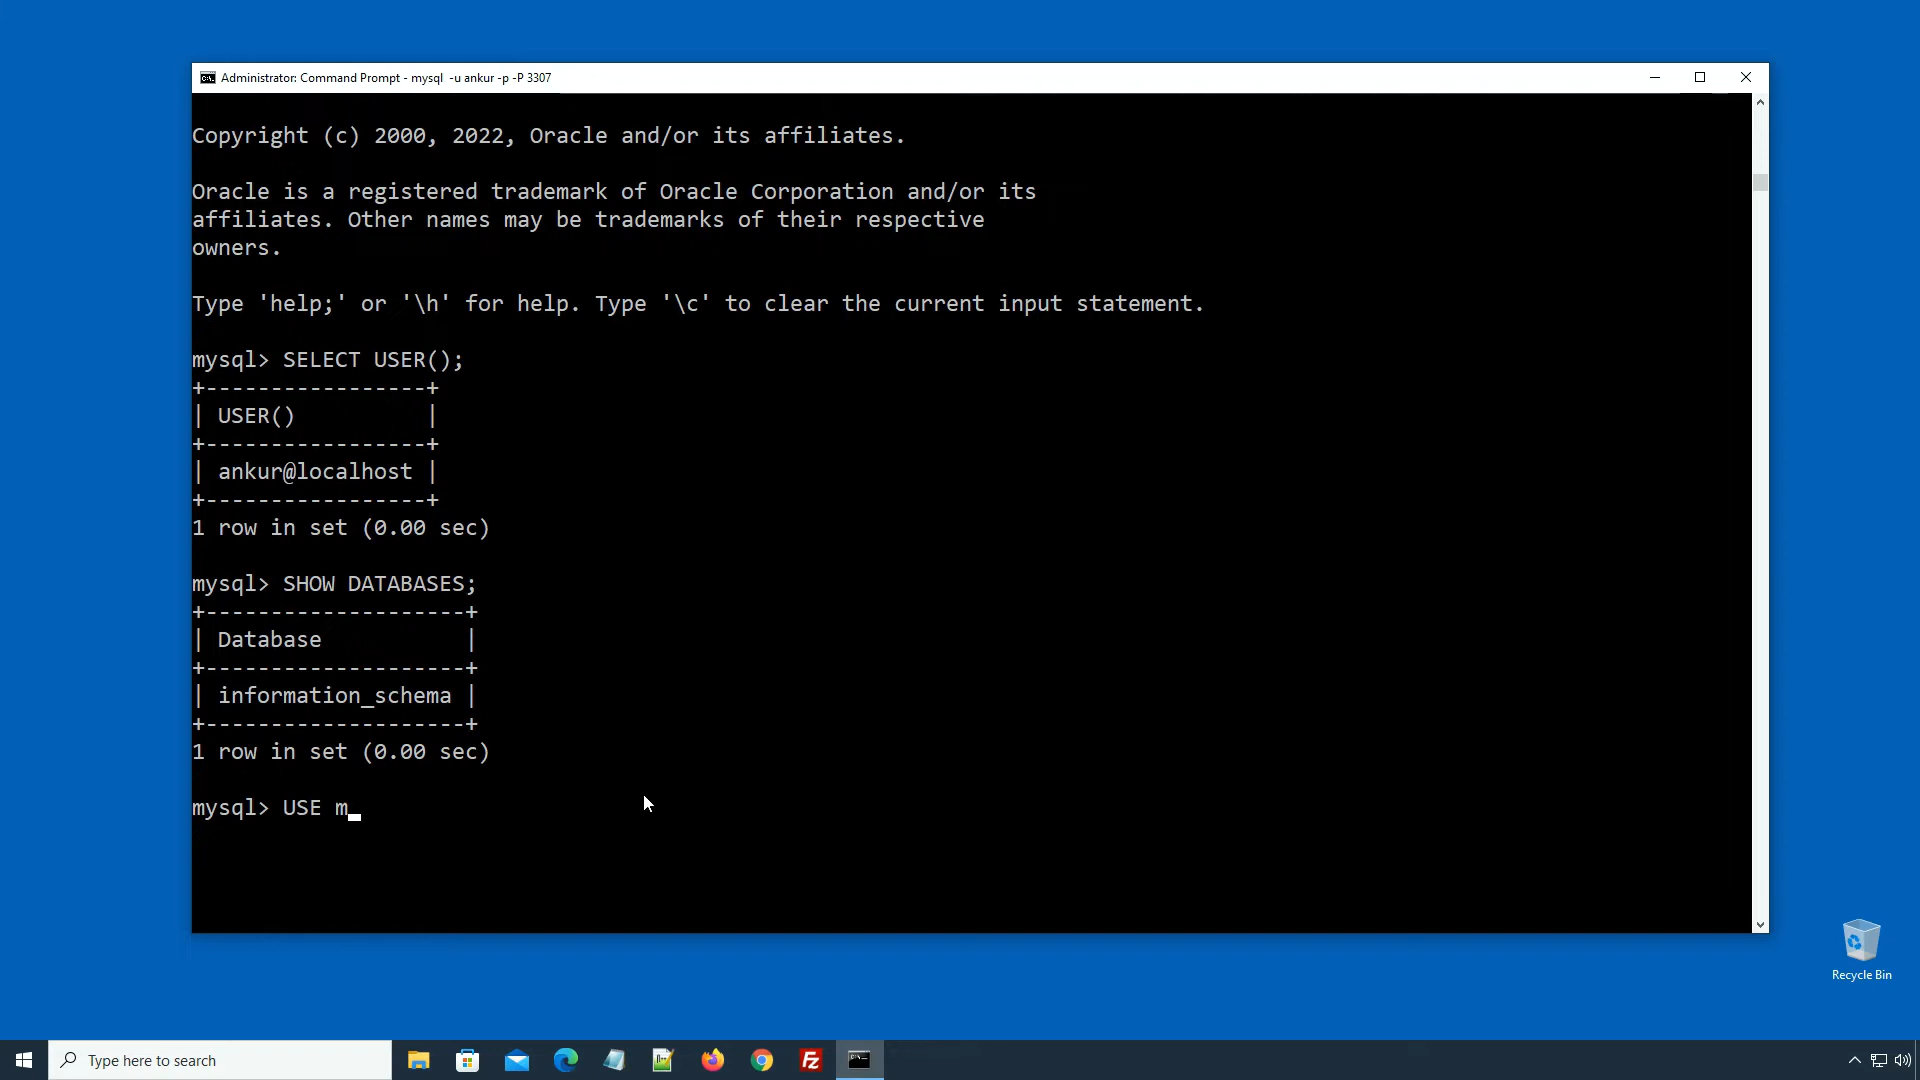 Administrator: Command Prompt - mysql  -u ankur -p -P 3307
Copyright (c) 2000, 2022, Oracle and/or its affiliates.
Oracle is a registered trademark of Oracle Corporation and/or its
affiliates. Other names may be trademarks of their respective
owners.
Type 'help;' or '\h' for help. Type '\c' to clear the current input statement.
mysql> SELECT USER();
+-----------------+
| USER()          |
+-----------------+
| ankur@localhost |
+-----------------+
1 row in set (0.00 sec)
mysql> SHOW DATABASES;
+--------------------+
| Database           |
+--------------------+
| information_schema |
+--------------------+
1 row in set (0.00 sec)
mysql> USE m_
Recycle Bin
Type here to search